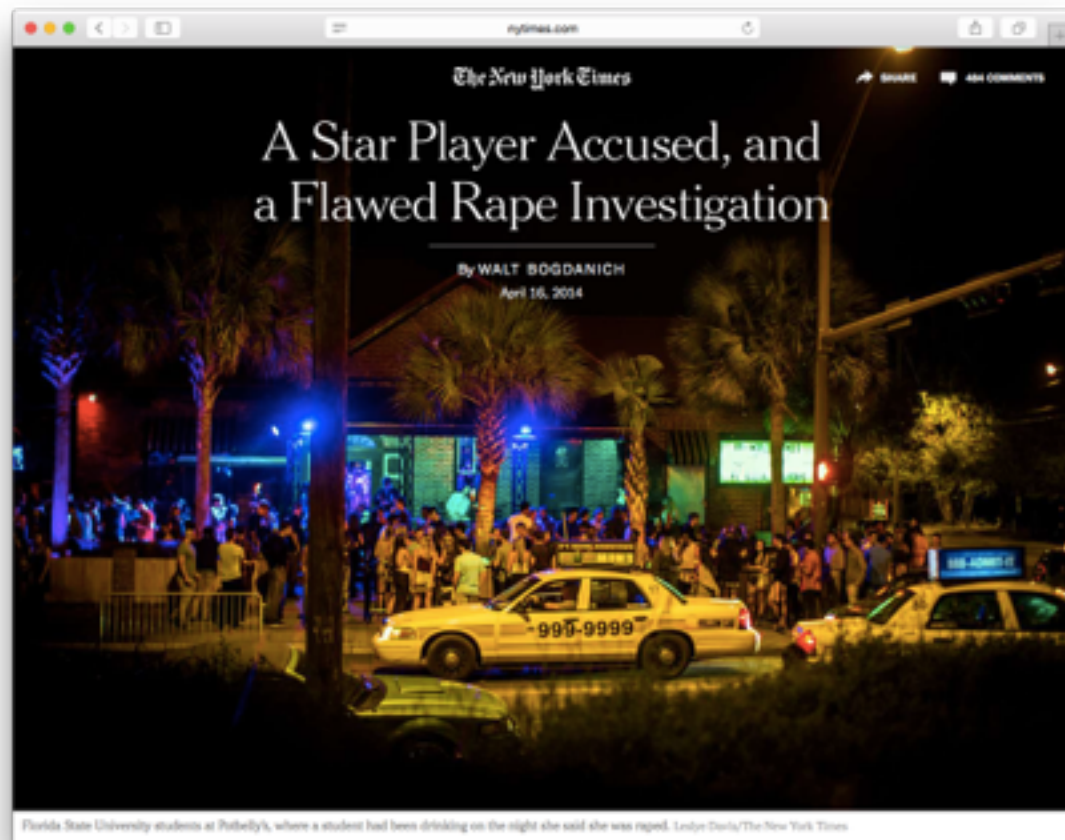 nytimes.com
The New York Times
SHARE
484 COMMENTS
A Star Player Accused, and
a Flawed Rape Investigation
By WALT BOGDANICH
April 16, 2014
999-9999
Florida State University students at Potbelly's, where a student had been drinking on the night she said she was raped. Leslye Davis/The New York Times